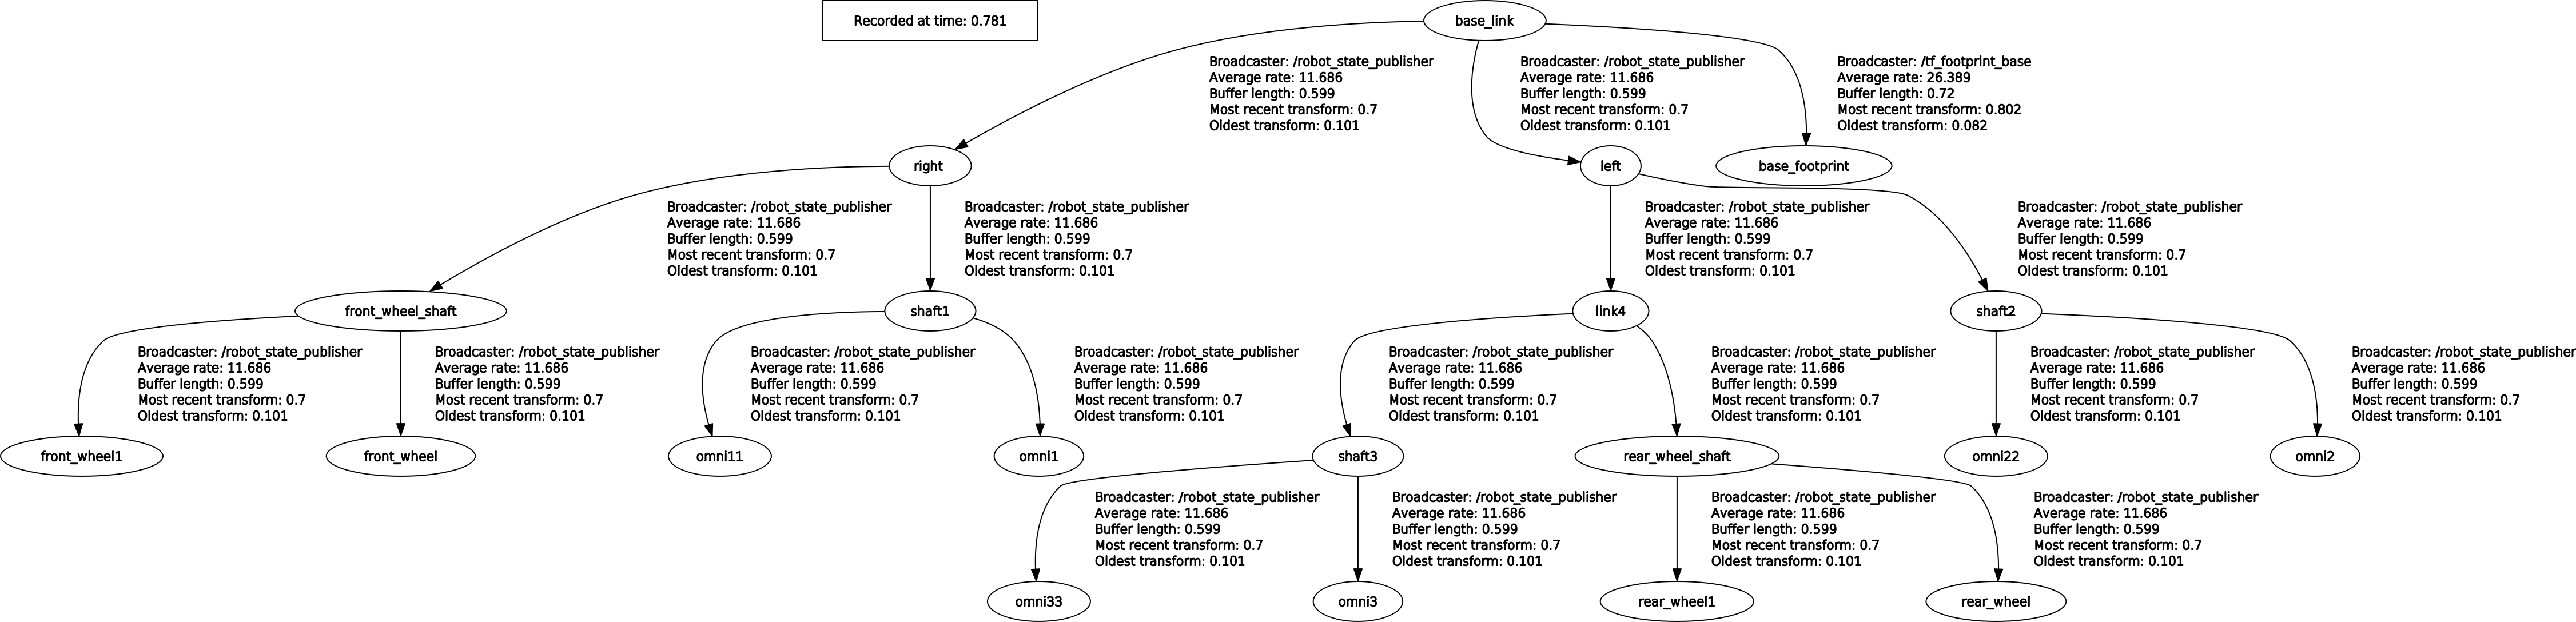 Recorded at time: 0.781
base_link
Broadcaster: /robot_state_publisher
Average rate: 11.686
Buffer length: 0.599
Most recent transform: 0.7
Oldest transform: 0.101
Broadcaster: /robot_state_publisher
Average rate: 11.686
Buffer length: 0.599
Most recent transform: 0.7
Oldest transform: 0.101
Broadcaster: /tf_footprint_base
Average rate: 26.389
Buffer length: 0.72
Most recent transform: 0.802
Oldest transform: 0.082
right
left
base_footprint
Broadcaster: /robot_state_publisher
Average rate: 11.686
Buffer length: 0.599
Most recent transform: 0.7
Oldest transform: 0.101
Broadcaster: /robot_state_publisher
Average rate: 11.686
Buffer length: 0.599
Most recent transform: 0.7
Oldest transform: 0.101
Broadcaster: /robot_state_publisher
Average rate: 11.686
Buffer length: 0.599
Most recent transform: 0.7
Oldest transform: 0.101
Broadcaster: /robot_state_publisher
Average rate: 11.686
Buffer length: 0.599
Most recent transform: 0.7
Oldest transform: 0.101
front_wheel_shaft
shaft1
link4
shaft2
Broadcaster: /robot_state_publisher
Average rate: 11.686
Buffer length: 0.599
Most recent transform: 0.7
Oldest transform: 0.101
Broadcaster: /robot_state_publisher
Average rate: 11.686
Buffer length: 0.599
Most recent transform: 0.7
Oldest transform: 0.101
Broadcaster: /robot_state_publisher
Average rate: 11.686
Buffer length: 0.599
Most recent transform: 0.7
Oldest transform: 0.101
Broadcaster: /robot_state_publisher
Average rate: 11.686
Buffer length: 0.599
Most recent transform: 0.7
Oldest transform: 0.101
Broadcaster: /robot_state_publisher
Average rate: 11.686
Buffer length: 0.599
Most recent transform: 0.7
Oldest transform: 0.101
Broadcaster: /robot_state_publisher
Average rate: 11.686
Buffer length: 0.599
Most recent transform: 0.7
Oldest transform: 0.101
Broadcaster: /robot_state_publisher
Average rate: 11.686
Buffer length: 0.599
Most recent transform: 0.7
Oldest transform: 0.101
Broadcaster: /robot_state_publisher
Average rate: 11.686
Buffer length: 0.599
Most recent transform: 0.7
Oldest transform: 0.101
front_wheel1
front_wheel
omni11
omni1
shaft3
rear_wheel_shaft
omni22
omni2
Broadcaster: /robot_state_publisher
Average rate: 11.686
Buffer length: 0.599
Most recent transform: 0.7
Oldest transform: 0.101
Broadcaster: /robot_state_publisher
Average rate: 11.686
Buffer length: 0.599
Most recent transform: 0.7
Oldest transform: 0.101
Broadcaster: /robot_state_publisher
Average rate: 11.686
Buffer length: 0.599
Most recent transform: 0.7
Oldest transform: 0.101
Broadcaster: /robot_state_publisher
Average rate: 11.686
Buffer length: 0.599
Most recent transform: 0.7
Oldest transform: 0.101
omni33
omni3
rear_wheel1
rear_wheel